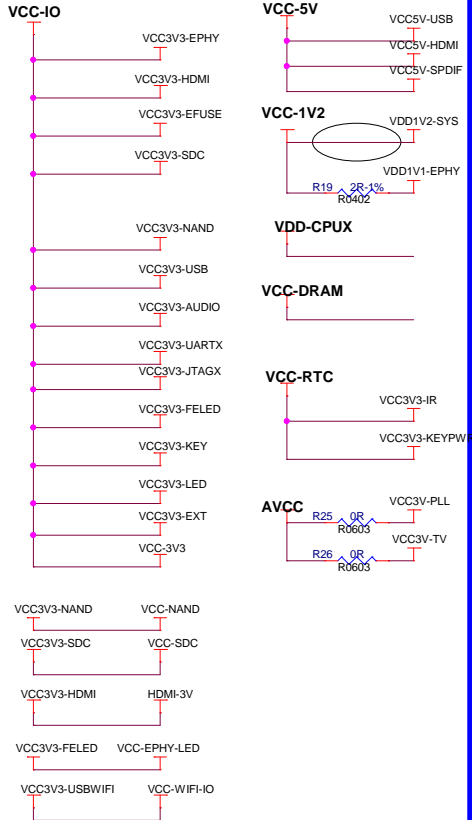 VCC-IO
VCC3V3-EPHY
VCC3V3-HDMI
VCC3V3-EFUSE
VCC3V3-SDC
VCC3V3-NAND
VCC3V3-USB
VCC3V3-AUDIO
VCC3V3-UARTX
VCC3V3-JTAGX
VCC3V3-FELED
VCC3V3-KEY
VCC3V3-LED
VCC3V3-EXT
VCC-3V3
VCC3V3-NAND VCC-NAND
VCC3V3-SDC VCC-SDC
VCC3V3-HDMI HDMI-3V
VCC3V3-FELED VCC-EPHY-LED
VCC3V3-USBWIFI VCC-WIFI-IO
VCC-5V
VCC5V-USB
VCC5V-HDMI
VCC5V-SPDIF
VCC-1V2
VDD1V2-SYS
VDD1V1-EPHY
R19 2R-1%
R0402
VDD-CPUX
VCC-DRAM
VCC-RTC
VCC3V3-IR
VCC3V3-KEYPWR
AVCC
VCC3V-PLL
R25 0R
R0603
VCC3V-TV
R26 0R
R0603